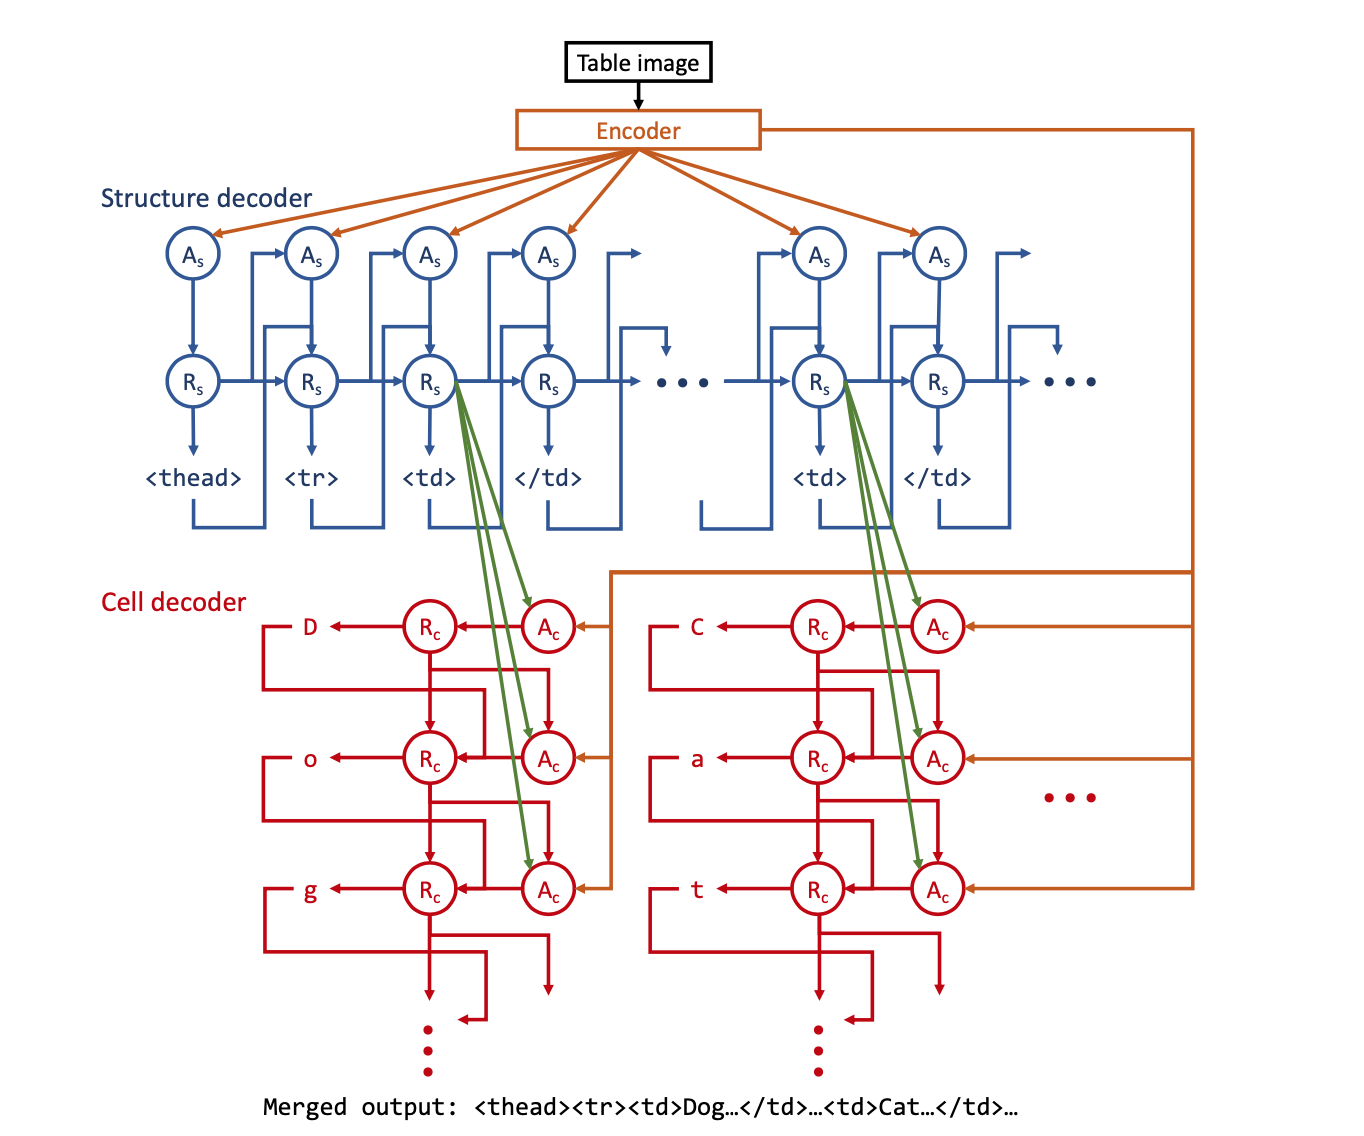 Table image
Encoder
Structure decoder
As As As As As As
Rs Rs Rs Rs ... Rs Rs ...
<thead> <tr> <td> </td> <td> </td>
Cell decoder
D Rc Ac C Rc Ac
o Rc Ac a Rc Ac
...
g Rc Ac t Rc Ac
Merged output: <thead><tr><td>Dog…</td>…<td>Cat…</td>…